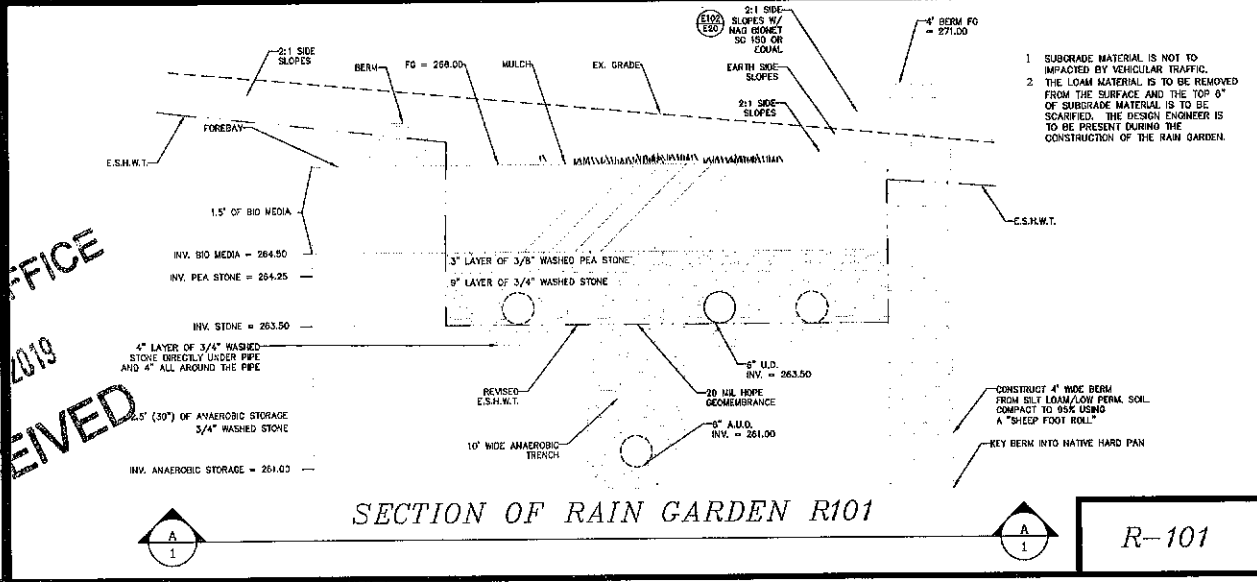 2:1 SIDE
SLOPES
BERM
FG = 266.00
MULCH
EX. GRADE
E102
E20
2:1 SIDE
SLOPES W/
NAG BIONET
SC 150 OR
EQUAL
EARTH SIDE
SLOPES
2:1 SIDE
SLOPES
4' BERM FG
= 271.00
1 SUBGRADE MATERIAL IS NOT TO
IMPACTED BY VEHICULAR TRAFFIC.
2 THE LOAM MATERIAL IS TO BE REMOVED
FROM THE SURFACE AND THE TOP 6"
OF SUBGRADE MATERIAL IS TO BE
SCARIFIED. THE DESIGN ENGINEER IS
TO BE PRESENT DURING THE
CONSTRUCTION OF THE RAIN GARDEN.
FOREBAY
E.S.H.W.T.
1.5' OF BIO MEDIA
INV. BIO MEDIA = 264.50
INV. PEA STONE = 264.25
INV. STONE = 263.50
4" LAYER OF 3/4" WASHED
STONE DIRECTLY UNDER PIPE
AND 4" ALL AROUND THE PIPE
2.5' (30") OF ANAEROBIC STORAGE
3/4" WASHED STONE
INV. ANAEROBIC STORAGE = 261.00
3" LAYER OF 3/8" WASHED PEA STONE
9" LAYER OF 3/4" WASHED STONE
REVISED
E.S.H.W.T.
10' WIDE ANAEROBIC
TRENCH
6" U.D.
INV. = 263.50
20 MIL HDPE
GEOMEMBRANCE
6" A.U.D.
INV. = 261.00
E.S.H.W.T.
CONSTRUCT 4' WIDE BERM
FROM SILT LOAM/LOW PERM. SOIL.
COMPACT TO 95% USING
A "SHEEP FOOT ROLL"
KEY BERM INTO NATIVE HARD PAN
FFICE
2019
EIVED
SECTION OF RAIN GARDEN R101
A
1
A
1
R-101